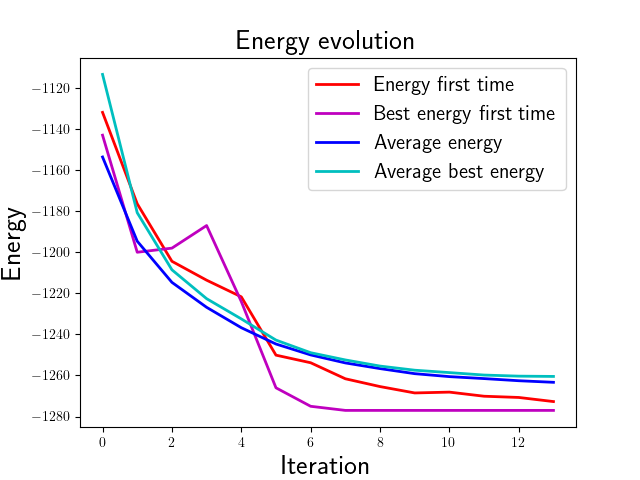 Energy evolution
Energy
−1120
−1140
−1160
−1180
−1200
−1220
−1240
−1260
−1280
Energy first time
Best energy first time
Average energy
Average best energy
0 2 4 6 8 10 12
Iteration